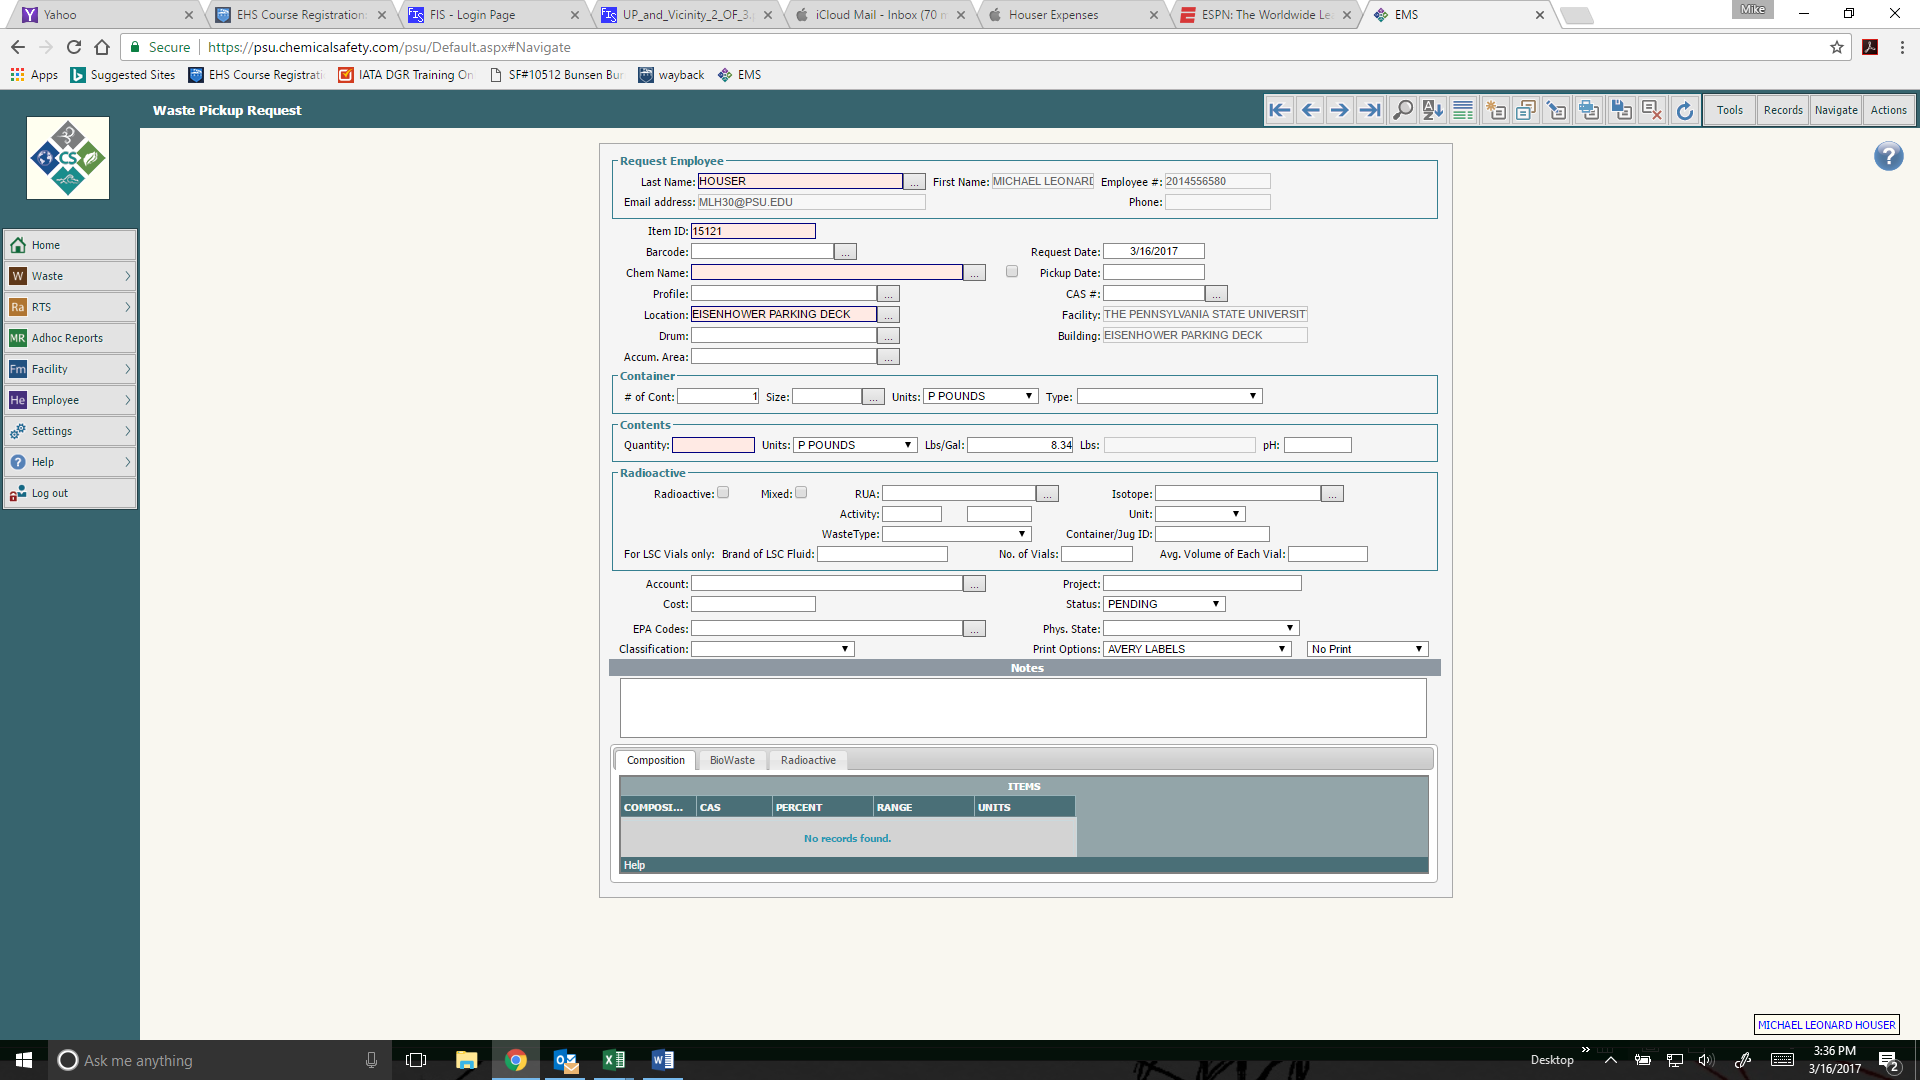 Yahoo
EHS Course Registration
FIS - Login Page
UP_and_Vicinity_2_OF_3.
iCloud Mail - Inbox (70 m
Houser Expenses
ESPN: The Worldwide Le
EMS
Mike
Secure
https://psu.chemicalsafety.com/psu/Default.aspx#Navigate
Apps
Suggested Sites
EHS Course Registrati
IATA DGR Training On
SF#10512 Bunsen Bur
wayback
EMS
Waste Pickup Request
Tools
Records
Navigate
Actions
CS
Home
W Waste
Ra RTS
MR Adhoc Reports
Fm Facility
He Employee
Settings
Help
Log out
Request Employee
Last Name: HOUSER ... First Name: MICHAEL LEONARD Employee #: 2014556580
Email address: MLH30@PSU.EDU Phone:
Item ID: 15121
Barcode: ... Request Date: 3/16/2017
Chem Name: ... Pickup Date:
Profile: ... CAS #: ...
Location: EISENHOWER PARKING DECK ... Facility: THE PENNSYLVANIA STATE UNIVERSIT
Drum: ... Building: EISENHOWER PARKING DECK
Accum. Area: ...
Container
# of Cont: 1 Size: ... Units: P POUNDS Type:
Contents
Quantity: Units: P POUNDS Lbs/Gal: 8.34 Lbs: pH:
Radioactive
Radioactive: Mixed: RUA: ... Isotope: ...
Activity: Unit:
WasteType: Container/Jug ID:
For LSC Vials only: Brand of LSC Fluid: No. of Vials: Avg. Volume of Each Vial:
Account: ... Project:
Cost: Status: PENDING
EPA Codes: ... Phys. State:
Classification: Print Options: AVERY LABELS No Print
Notes
Composition BioWaste Radioactive
ITEMS
COMPOSI... CAS PERCENT RANGE UNITS
No records found.
Help
MICHAEL LEONARD HOUSER
Ask me anything
Desktop
3:36 PM
3/16/2017
2